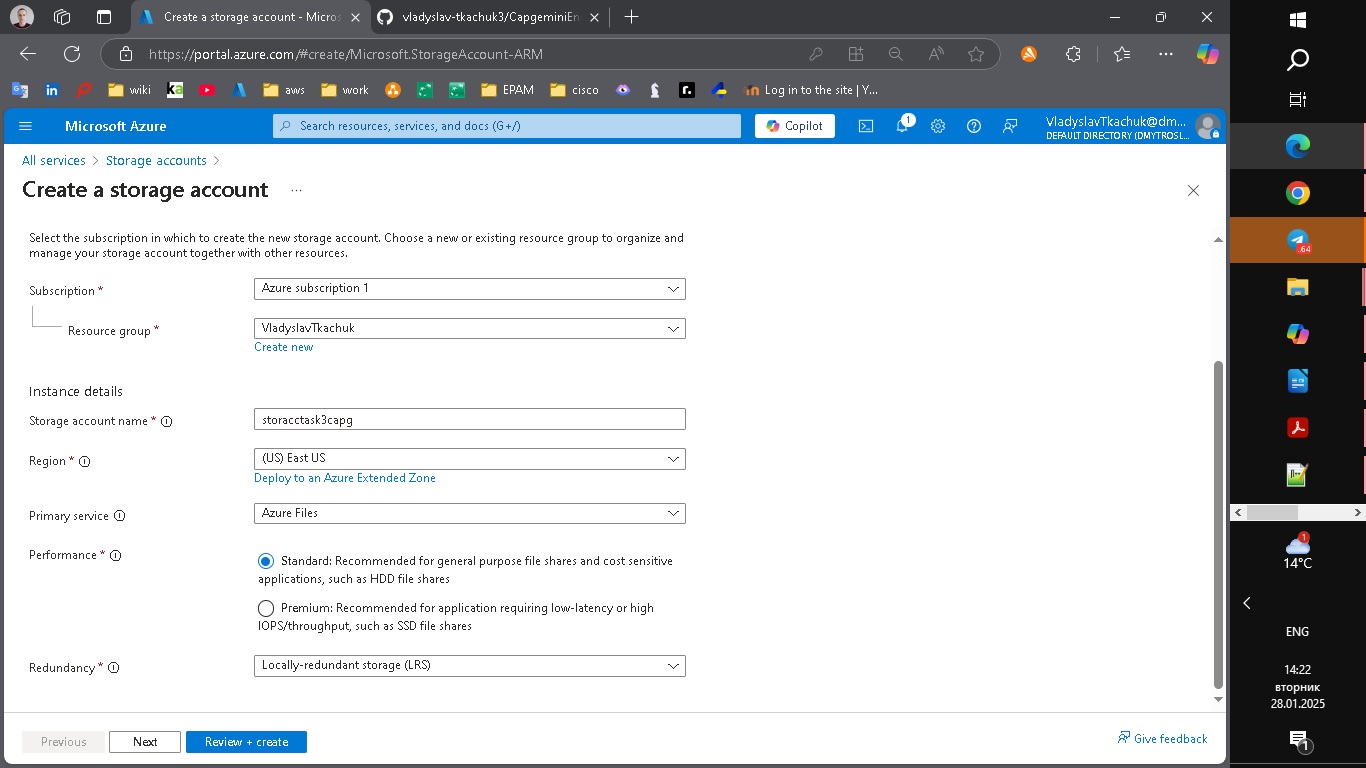 Create a storage account - Micros
vladyslav-tkachuk3/CapgeminiEn
https://portal.azure.com/#create/Microsoft.StorageAccount-ARM
wiki
ka
aws
work
EPAM
cisco
r.
Log in to the site | Y...
Microsoft Azure
Search resources, services, and docs (G+/)
Copilot
1
VladyslavTkachuk@dm...
DEFAULT DIRECTORY (DMYTROSL...
All services > Storage accounts >
Create a storage account ...
Select the subscription in which to create the new storage account. Choose a new or existing resource group to organize and
manage your storage account together with other resources.
Subscription *
Azure subscription 1
Resource group *
VladyslavTkachuk
Create new
Instance details
Storage account name *
storacctask3capg
Region *
(US) East US
Deploy to an Azure Extended Zone
Primary service
Azure Files
Performance *
Standard: Recommended for general purpose file shares and cost sensitive
applications, such as HDD file shares
Premium: Recommended for application requiring low-latency or high
IOPS/throughput, such as SSD file shares
Redundancy *
Locally-redundant storage (LRS)
Previous
Next
Review + create
Give feedback
64
1
14°C
ENG
14:22
вторник
28.01.2025
1